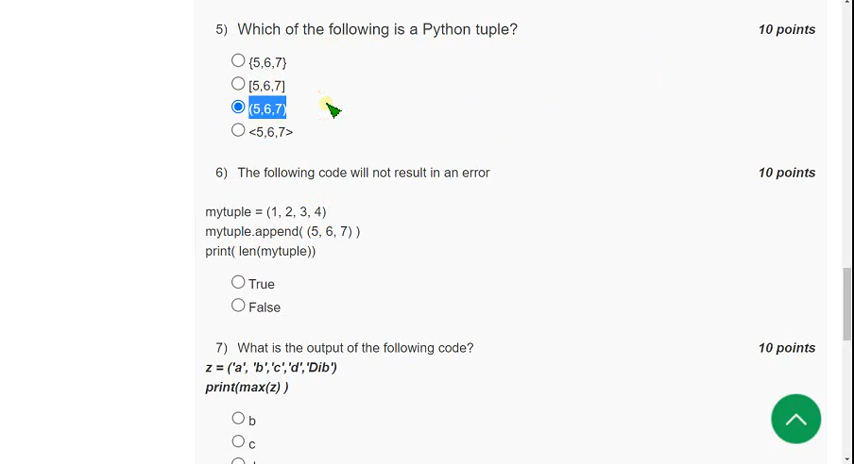 5) Which of the following is a Python tuple? 10 points
{5,6,7}
[5,6,7]
(5,6,7)
<5,6,7>
6) The following code will not result in an error 10 points
mytuple = (1, 2, 3, 4)
mytuple.append( (5, 6, 7) )
print( len(mytuple))
True
False
7) What is the output of the following code? 10 points
z = ('a', 'b','c','d','Dib')
print(max(z) )
b
c